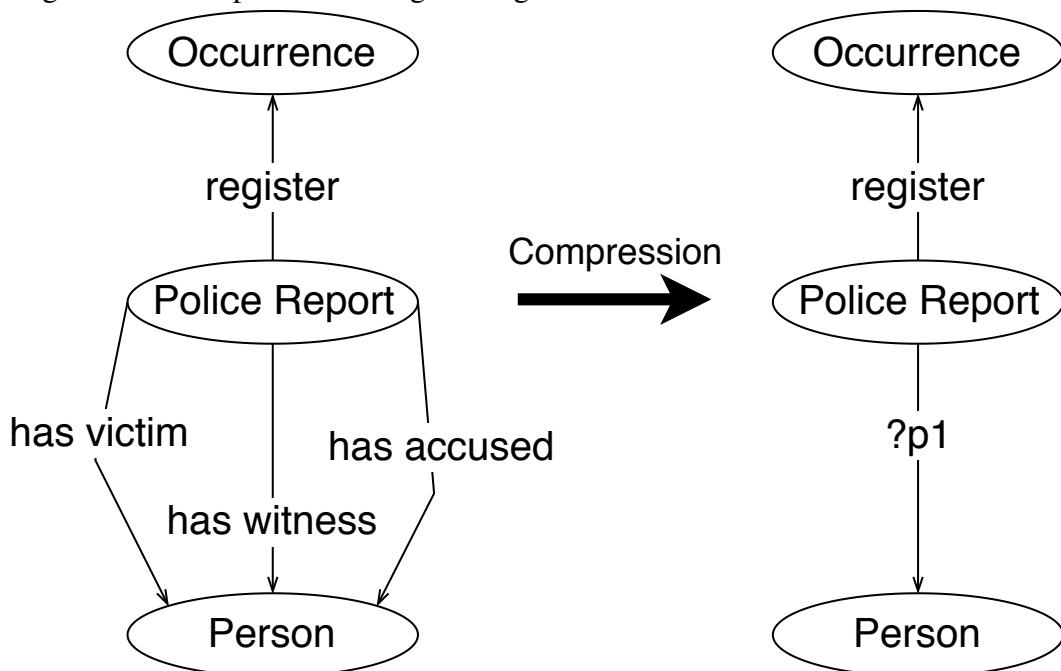 Occurrence
register
Police Report
has victim
has accused
has witness
Person
Compression
Occurrence
register
Police Report
?p1
Person